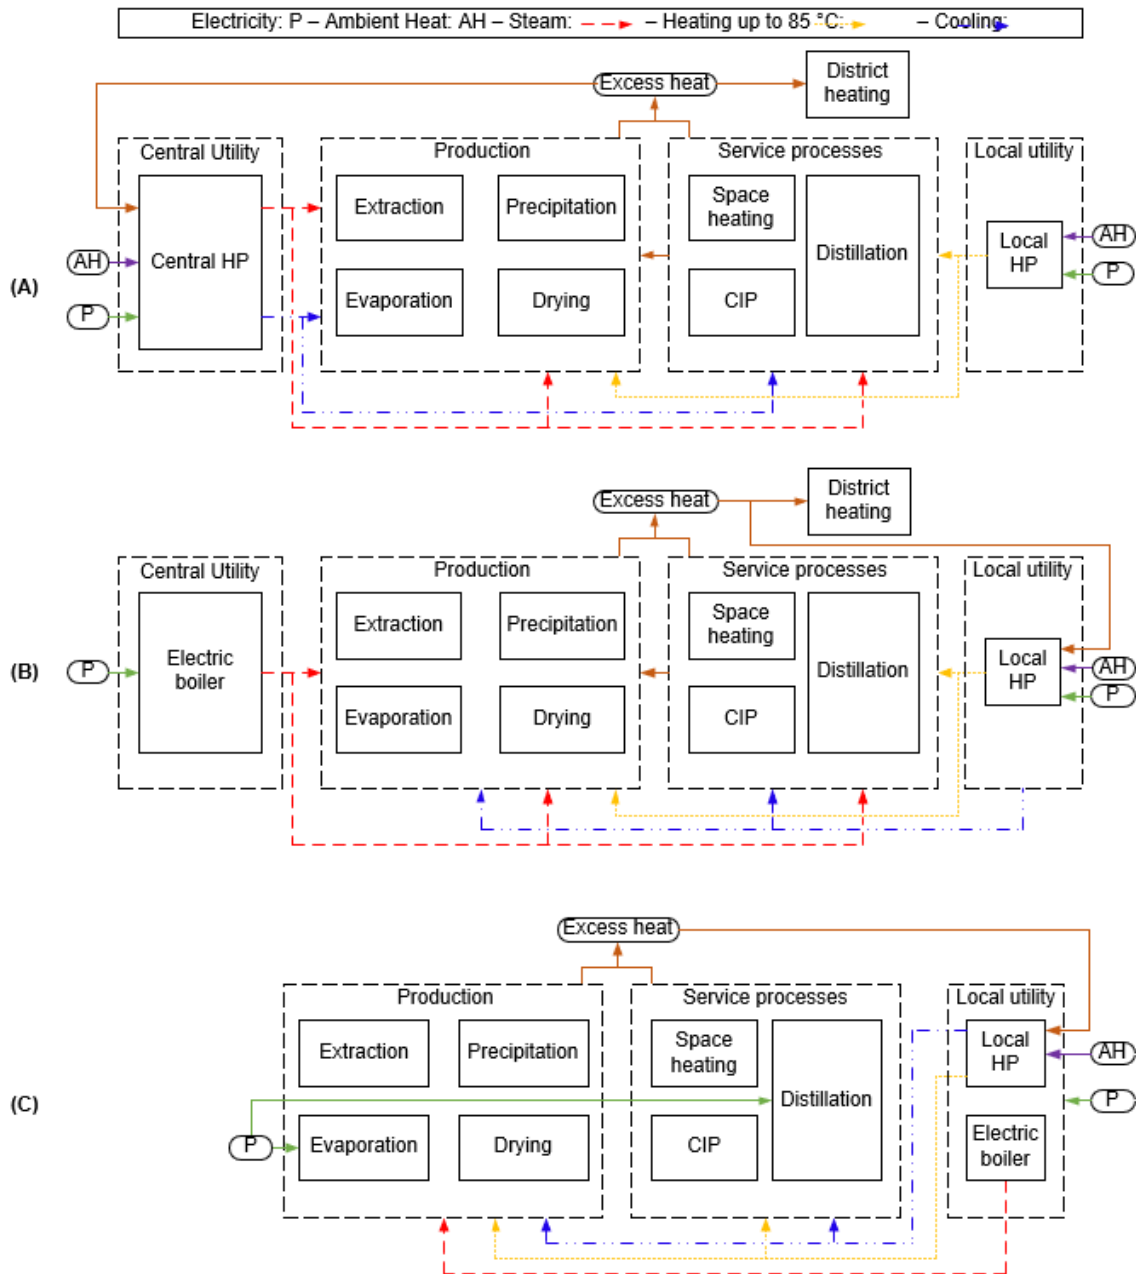 Electricity: P – Ambient Heat: AH – Steam: – Heating up to 85 °C: – Cooling:
Excess heat
District
heating
Central Utility
Production
Service processes
Local utility
Extraction
Precipitation
Space
heating
Distillation
Central HP
Local
HP
AH
P
AH
P
(A)
Evaporation
Drying
CIP
Excess heat
District
heating
Central Utility
Production
Service processes
Local utility
Extraction
Precipitation
Space
heating
Distillation
Electric
boiler
Local
HP
AH
P
P
(B)
Evaporation
Drying
CIP
Excess heat
Production
Service processes
Local utility
Extraction
Precipitation
Space
heating
Distillation
Local
HP
AH
P
(C)
P
Evaporation
Drying
CIP
Electric
boiler